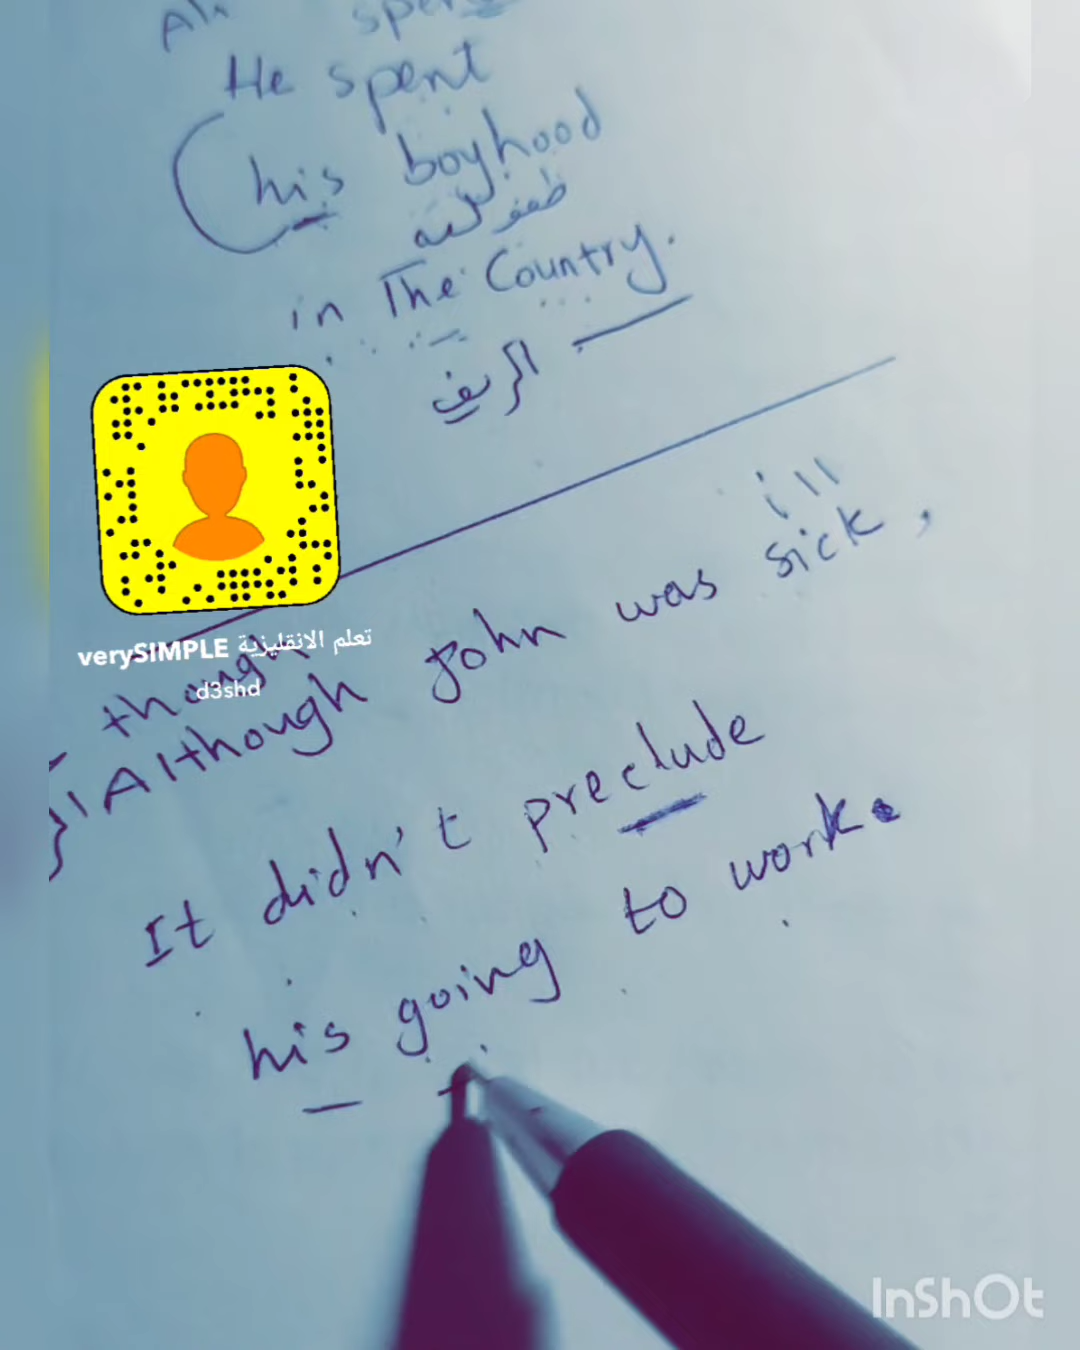 He spent
his boyhood
طفولته
in The Country.
الريف
ill
Although John was sick,
though
It didn't preclude
his going to work.
verySIMPLE تعلم الانقليزية
d3shd
InShOt